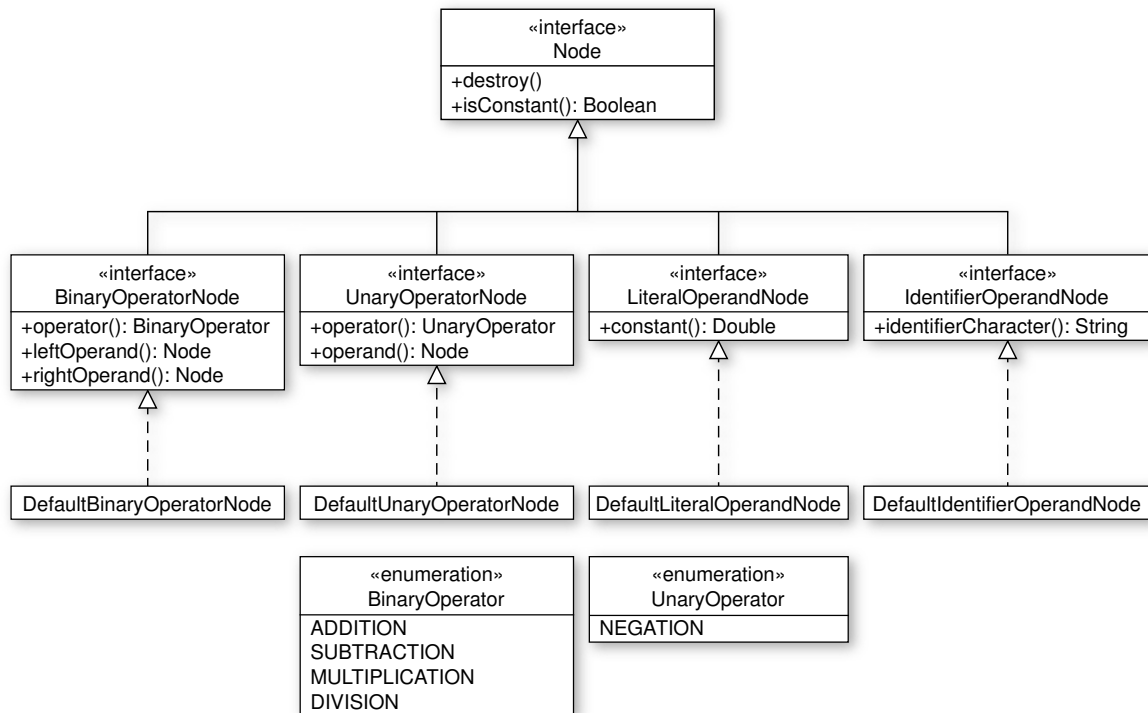 «interface»
Node
+destroy()
+isConstant(): Boolean
«interface»
BinaryOperatorNode
+operator(): BinaryOperator
+leftOperand(): Node
+rightOperand(): Node
«interface»
UnaryOperatorNode
+operator(): UnaryOperator
+operand(): Node
«interface»
LiteralOperandNode
+constant(): Double
«interface»
IdentifierOperandNode
+identifierCharacter(): String
DefaultBinaryOperatorNode
DefaultUnaryOperatorNode
DefaultLiteralOperandNode
DefaultIdentifierOperandNode
«enumeration»
BinaryOperator
ADDITION
SUBTRACTION
MULTIPLICATION
DIVISION
«enumeration»
UnaryOperator
NEGATION